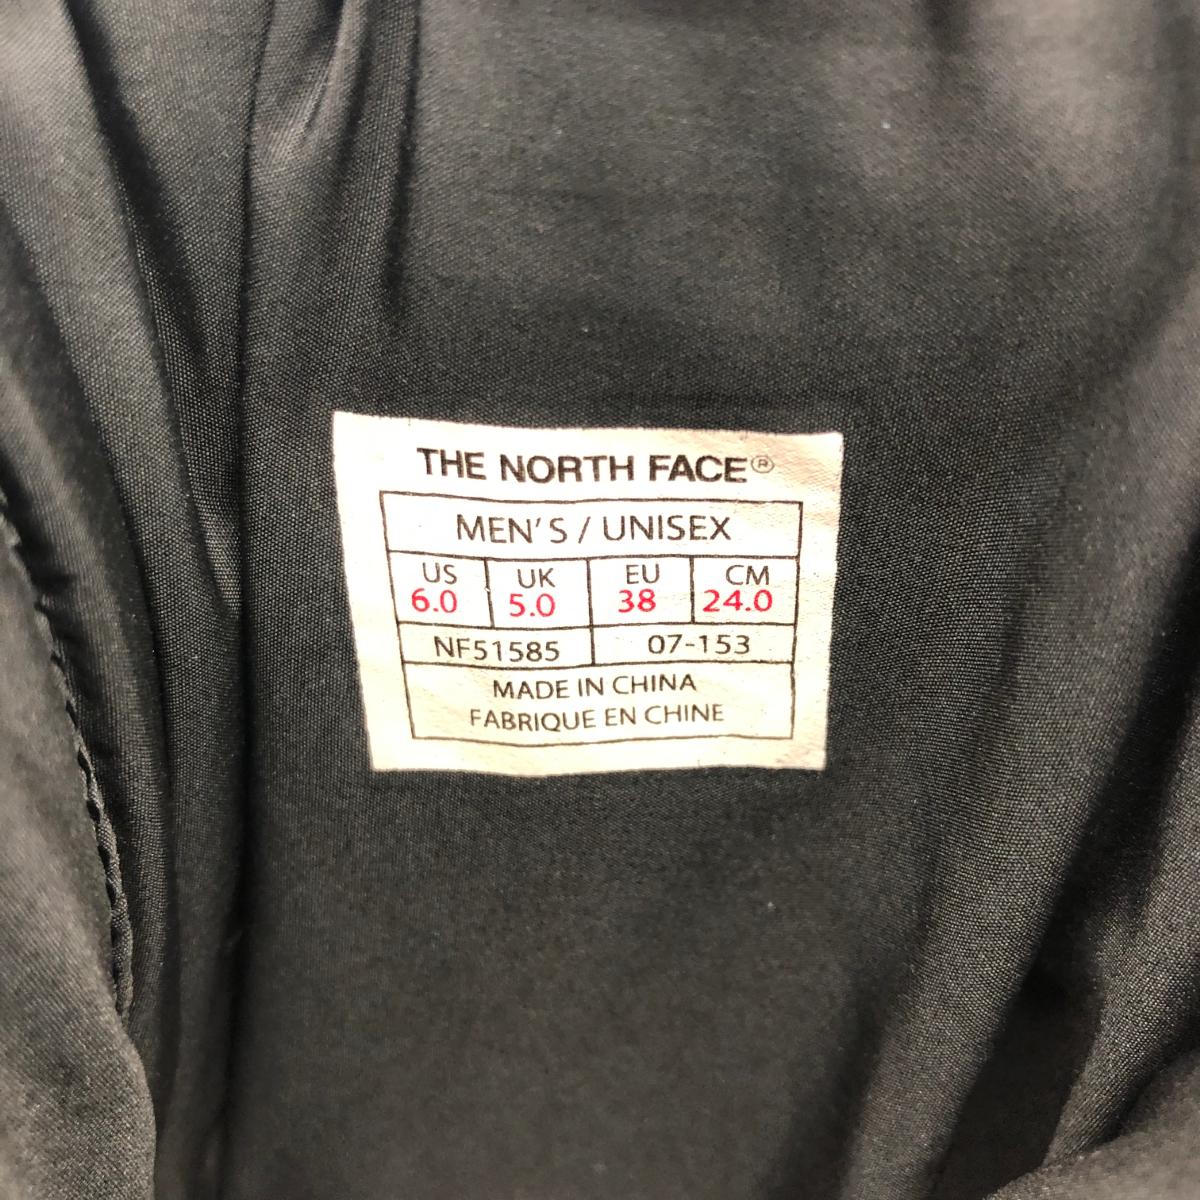 THE NORTH FACE®
MEN'S / UNISEX
US UK EU CM
6.0 5.0 38 24.0
NF51585 07-153
MADE IN CHINA
FABRIQUE EN CHINE